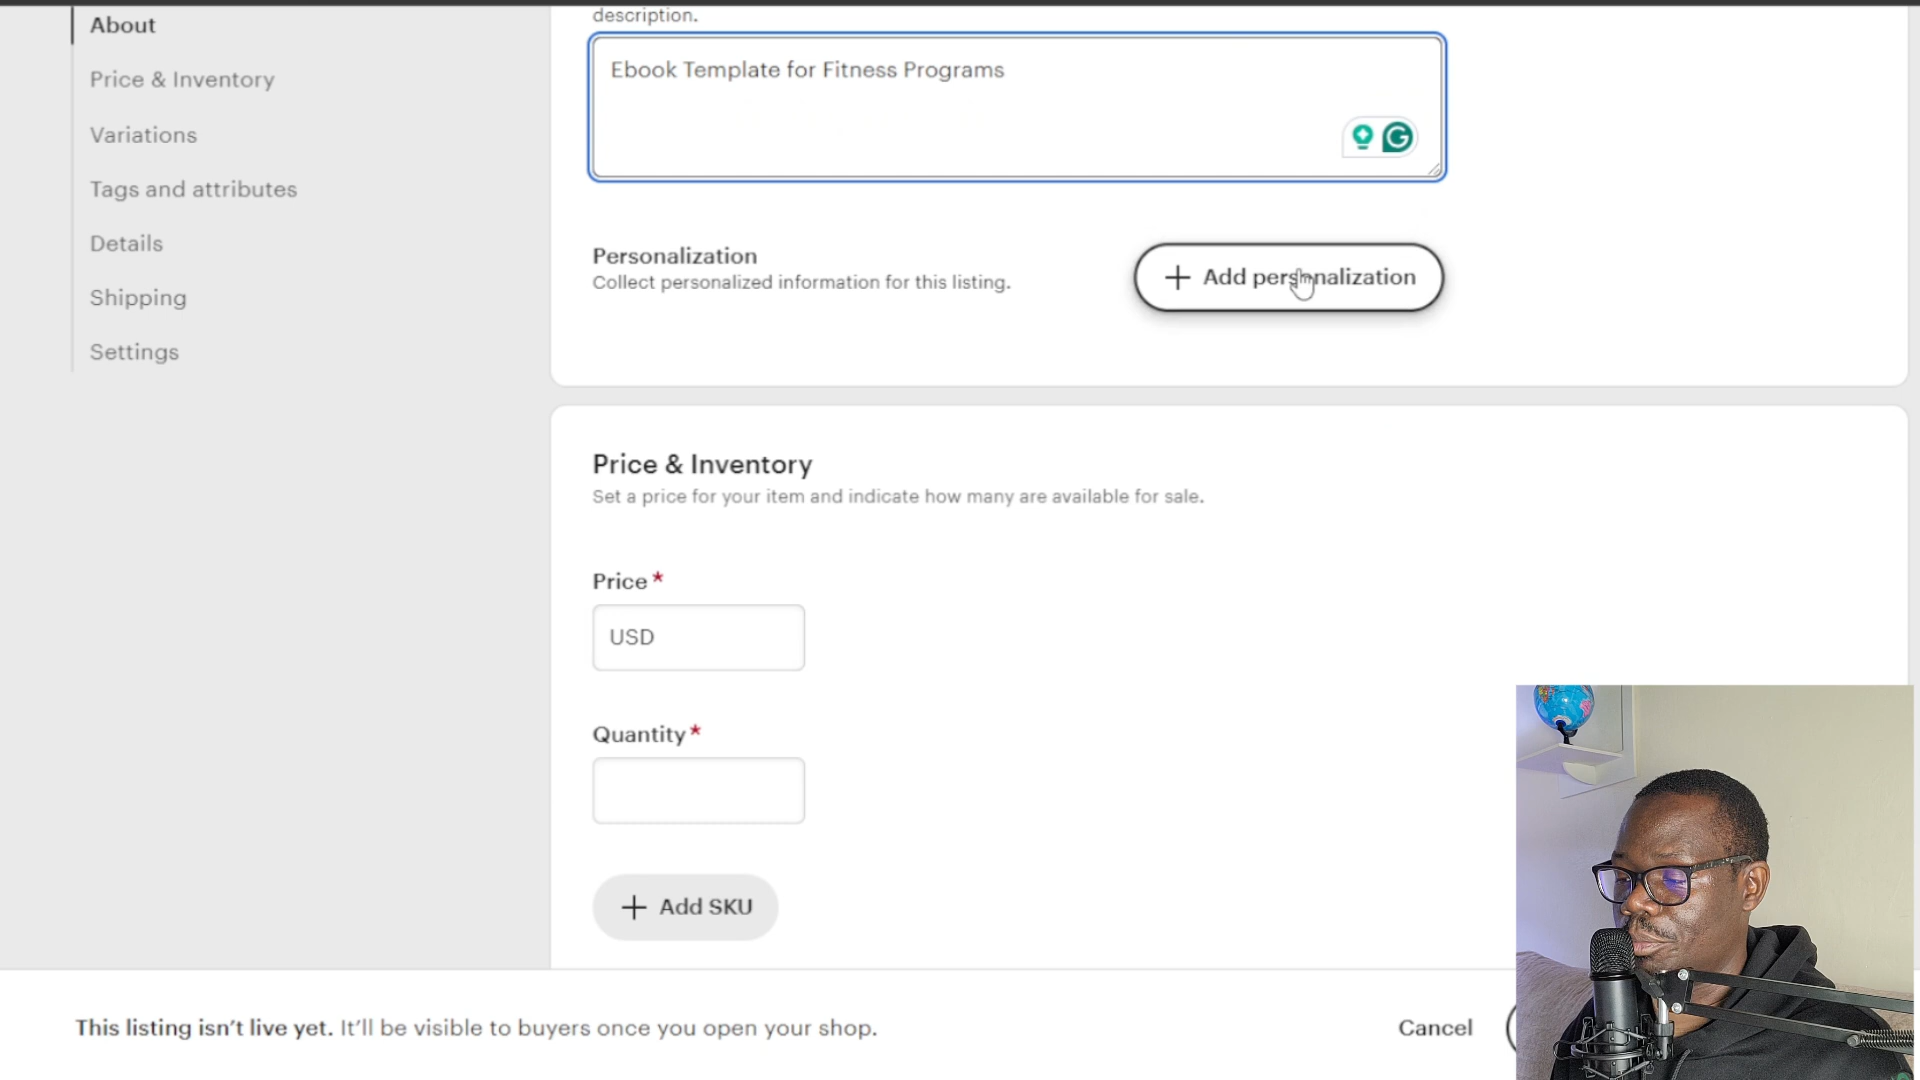 About
Price & Inventory
Variations
Tags and attributes
Details
Shipping
Settings
description.
Ebook Template for Fitness Programs
Personalization
Collect personalized information for this listing.
+ Add personalization
Price & Inventory
Set a price for your item and indicate how many are available for sale.
Price *
USD
Quantity *
+ Add SKU
This listing isn't live yet. It'll be visible to buyers once you open your shop.
Cancel